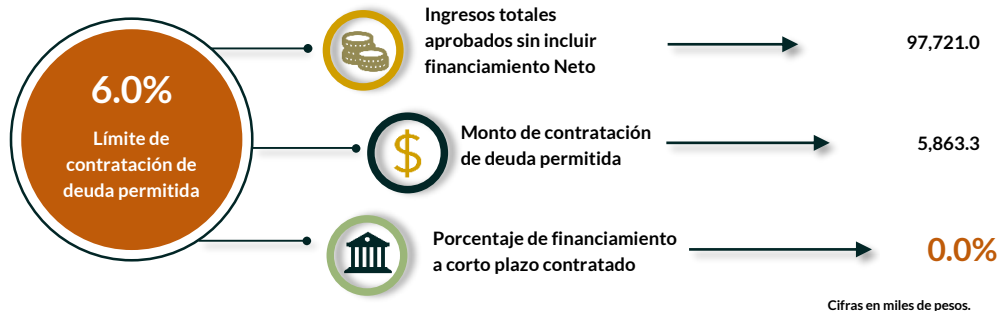 6.0%
Límite de
contratación de
deuda permitida
Ingresos totales
aprobados sin incluir
financiamiento Neto
97,721.0
$
Monto de contratación
de deuda permitida
5,863.3
Porcentaje de financiamiento
a corto plazo contratado
0.0%
Cifras en miles de pesos.